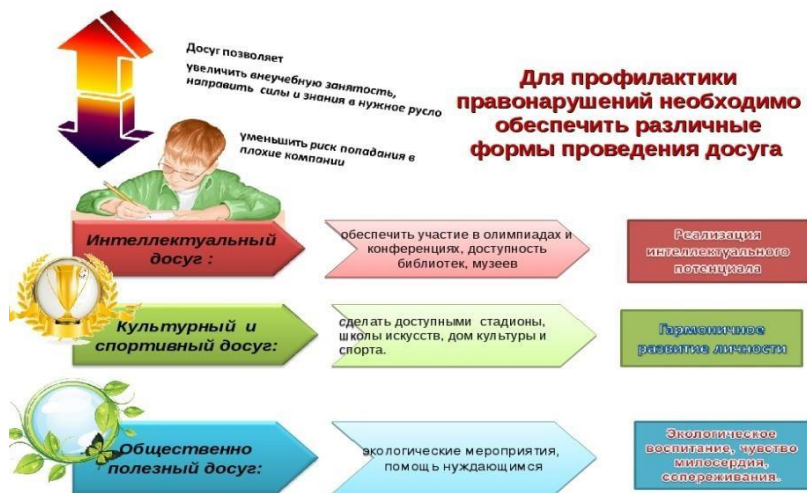 Досуг позволяет
увеличить внеучебную занятость,
направить силы и знания в нужное русло
уменьшить риск попадания в
плохие компании
Для профилактики
правонарушений необходимо
обеспечить различные
формы проведения досуга
Интеллектуальный
досуг :
обеспечить участие в олимпиадах и
конференциях, доступность
библиотек, музеев
Реализация
интеллектуального
потенциала
Культурный и
спортивный досуг:
сделать доступными стадионы,
школы искусств, дом культуры и
спорта.
Гармоничное
развитие личности
Общественно
полезный досуг:
экологические мероприятия,
помощь нуждающимся
Экологическое
воспитание, чувство
милосердия,
сопереживания.